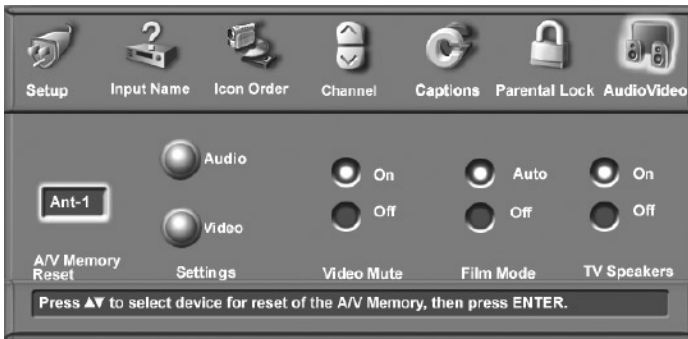 Setup Input Name Icon Order Channel Captions Parental Lock AudioVideo
Audio
On Auto On
Ant-1
Off Off Off
Video
A/V Memory
Reset Settings Video Mute Film Mode TV Speakers
Press ▲▼ to select device for reset of the A/V Memory, then press ENTER.